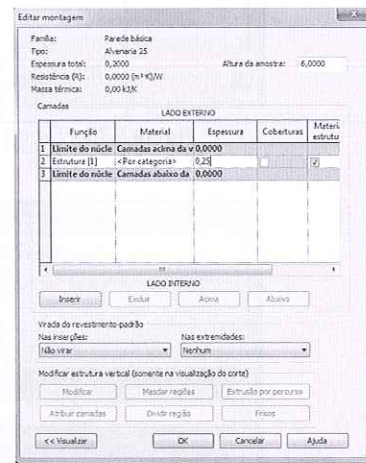 Editar montagem
Família: Parede básica
Tipo: Alvenaria 25
Espessura total: 0,2000 Altura da amostra: 6,0000
Resistência (R): 0,0000 (m²·K)/W
Massa térmica: 0,00 kJ/K
Camadas
LADO EXTERNO
Função Material Espessura Coberturas Materi estrutu
1 Limite do núcle Camadas acima da v 0,0000
2 Estrutura [1] <Por categoria> 0,25
3 Limite do núcle Camadas abaixo da 0,0000
LADO INTERNO
Inserir Excluir Acima Abaixo
Virada do revestimento-padrão
Nas inserções: Nas extremidades:
Não virar Nenhum
Modificar estrutura vertical (somente na visualização do corte)
Modificar Mesclar regiões Extrusão por percurso
Atribuir camadas Dividir região Frisos
<< Visualizar OK Cancelar Ajuda